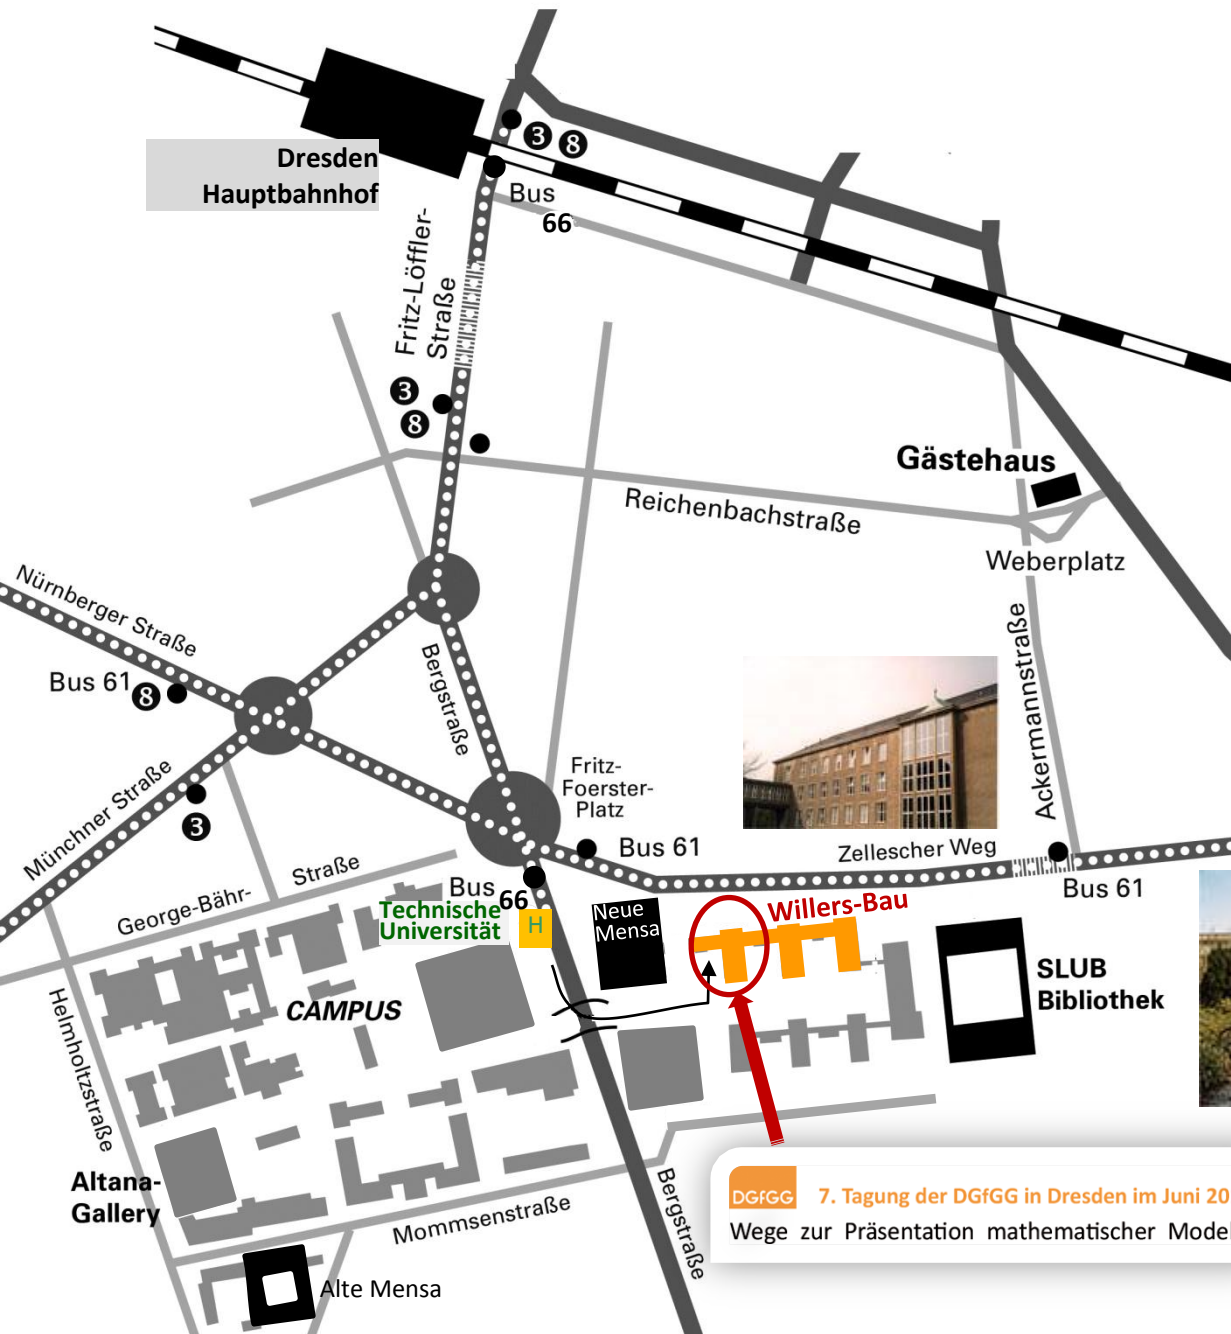 3 8
Dresden
Hauptbahnhof
Bus
66
Fritz-Löffler-
Straße
3
8
Gästehaus
Reichenbachstraße
Weberplatz
Nürnberger Straße
Bus 61 8
Bergstraße
Ackermannstraße
Münchner Straße
3
Fritz-
Foerster-
Platz
Bus 61
Zellescher Weg
Bus 61
George-Bähr-
Straße
Bus
66
Technische
Universität
H
Neue
Mensa
Willers-Bau
SLUB
Bibliothek
CAMPUS
Helmholtzstraße
Altana-
Gallery
Mommsenstraße
Bergstraße
Alte Mensa
DGfGG
7. Tagung der DGfGG in Dresden im Juni 20
Wege zur Präsentation mathematischer Model